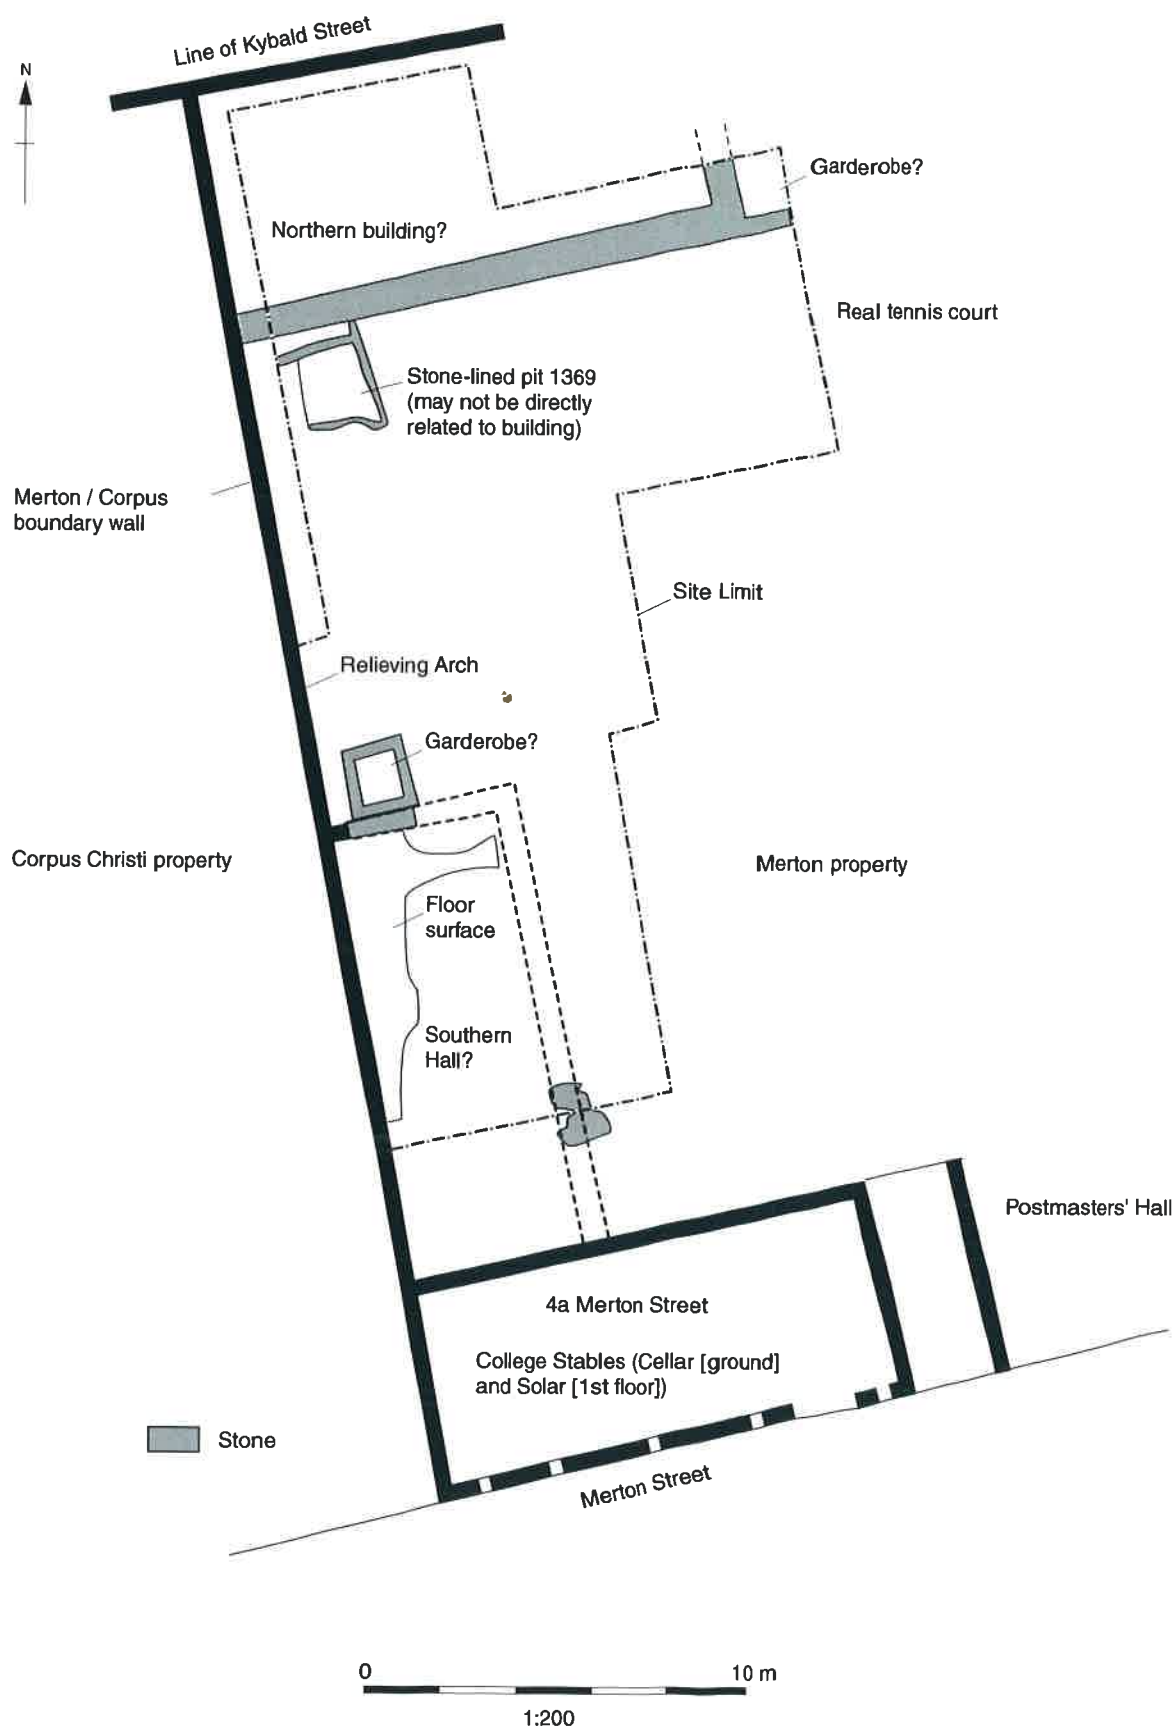 Line of Kybald Street
N
Garderobe?
Northern building?
Real tennis court
Stone-lined pit 1369
(may not be directly
related to building)
Merton / Corpus
boundary wall
Site Limit
Relieving Arch
Garderobe?
Corpus Christi property
Merton property
Floor
surface
Southern
Hall?
Postmasters' Hall
4a Merton Street
College Stables (Cellar [ground]
and Solar [1st floor])
Stone
Merton Street
0
10 m
1:200